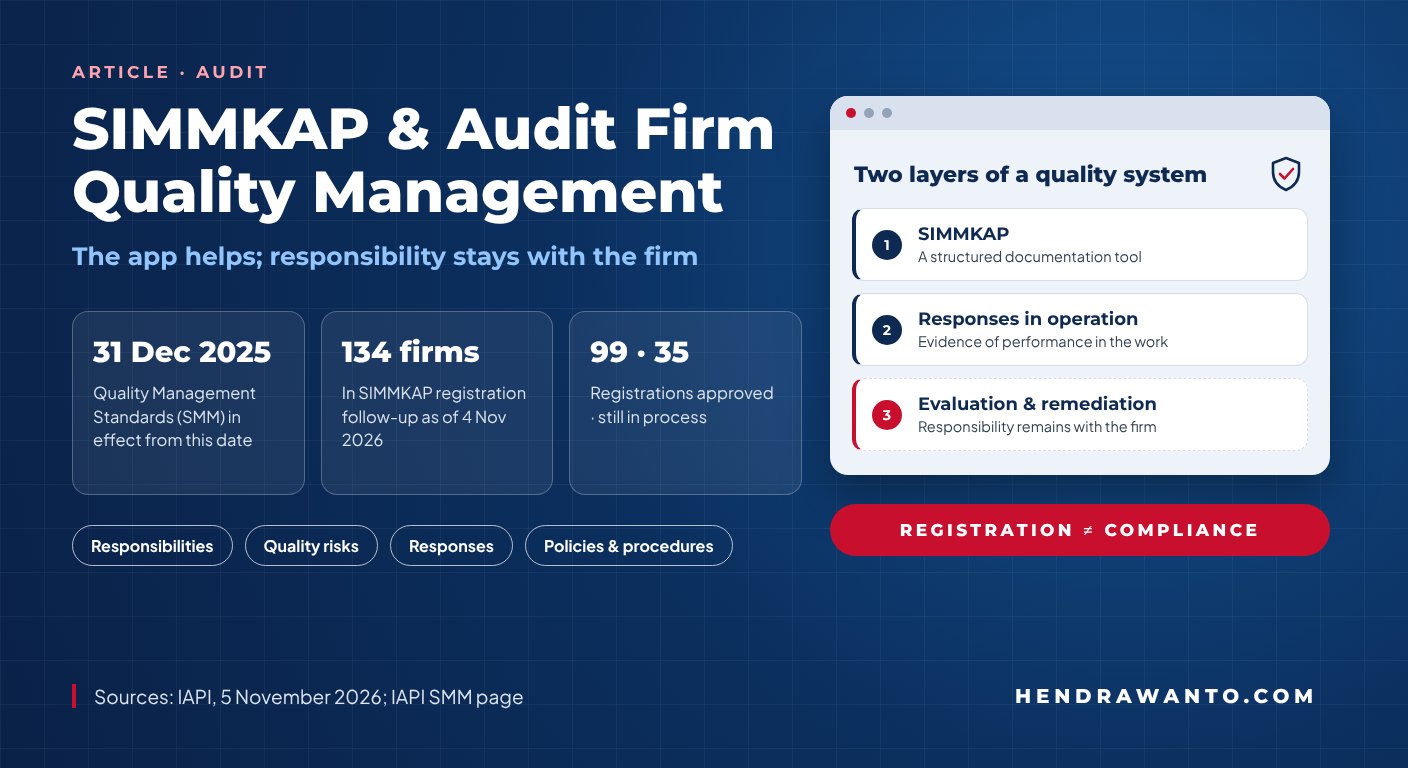 ARTICLE · AUDIT
SIMMKAP & Audit Firm
Quality Management
The app helps; responsibility stays with the firm
31 Dec 2025
Quality Management
Standards (SMM) in
effect from this date
134 firms
In SIMMKAP registration
follow-up as of 4 Nov
2026
99 · 35
Registrations approved
· still in process
Responsibilities
Quality risks
Responses
Policies & procedures
Two layers of a quality system
1
SIMMKAP
A structured documentation tool
2
Responses in operation
Evidence of performance in the work
3
Evaluation & remediation
Responsibility remains with the firm
REGISTRATION ≠ COMPLIANCE
Sources: IAPI, 5 November 2026; IAPI SMM page
HENDRAWANTO.COM